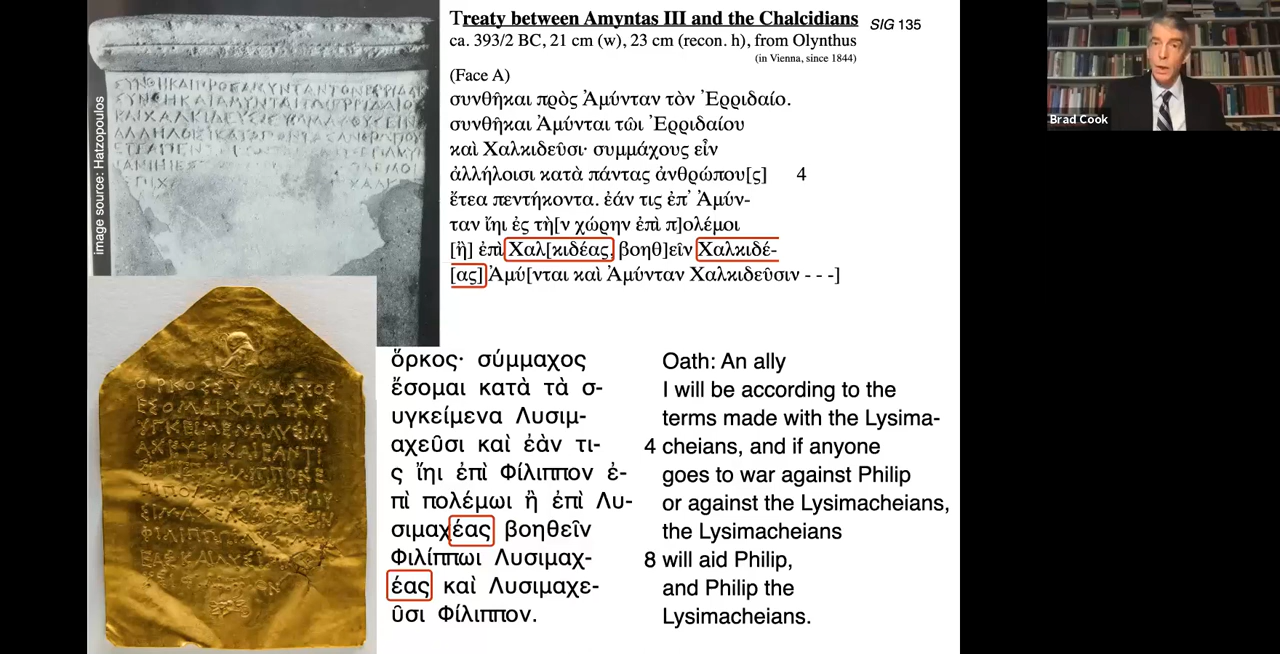 Treaty between Amyntas III and the Chalcidians
SIG 135
ca. 393/2 BC, 21 cm (w), 23 cm (recon. h), from Olynthus
(in Vienna, since 1844)
(Face A)
συνθῆκαι πρὸς Ἀμύνταν τὸν Ἐρριδαίο.
συνθῆκαι Ἀμύνται τῶι Ἐρριδαίου
καὶ Χαλκιδεῦσι· συμμάχους εἶν
ἀλλήλοισι κατὰ πάντας ἀνθρώπου[ς] 4
ἔτεα πεντήκοντα. ἐάν τις ἐπ' Ἀμύν-
ταν ἴηι ἐς τὴ[ν χώρην ἐπὶ π]ολέμοι
[ἢ] ἐπὶ Χαλ[κιδέας, βοηθ]εῖν Χαλκιδέ-
[ας] Ἀμύ[νται καὶ Ἀμύνταν Χαλκιδεῦσιν - - -]
image source: Hatzopoulos
ὅρκος· σύμμαχος
ἔσομαι κατὰ τὰ σ-
υγκείμενα Λυσιμ-
αχεῦσι καὶ ἐὰν τι-
ς ἴηι ἐπὶ Φίλιππον ἐ-
πὶ πολέμωι ἢ ἐπὶ Λυ-
σιμαχέας βοηθεῖν
Φιλίππωι Λυσιμαχ-
έας καὶ Λυσιμαχε-
ῦσι Φίλιππον.
Oath: An ally
I will be according to the
terms made with the Lysima-
4 cheians, and if anyone
goes to war against Philip
or against the Lysimacheians,
the Lysimacheians
8 will aid Philip,
and Philip the
Lysimacheians.
ΟΡΚΟΣΣΥΜΜΑΧΟΣ
ΕΣΟΜΑΙΚΑΤΑΤΑΣ
Brad Cook